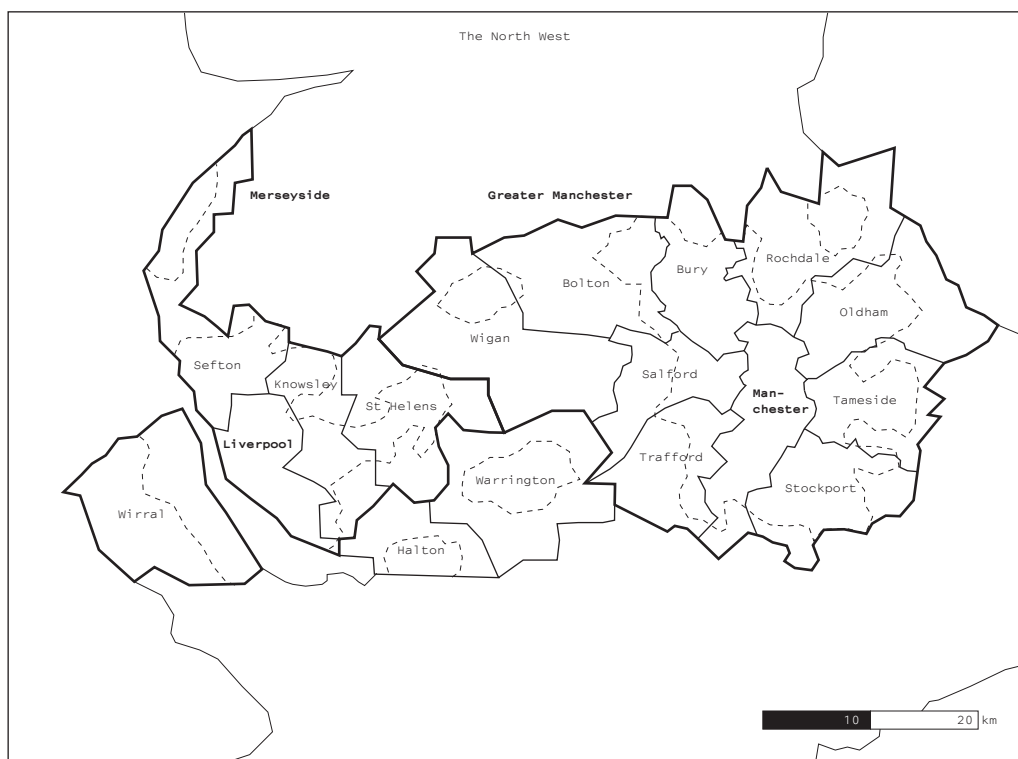 The North West
Merseyside
Greater Manchester
Rochdale
Bury
Bolton
Oldham
Wigan
Sefton
Salford
Knowsley
Man-
chester
Tameside
St Helens
Liverpool
Trafford
Warrington
Stockport
Wirral
Halton
10
20 km